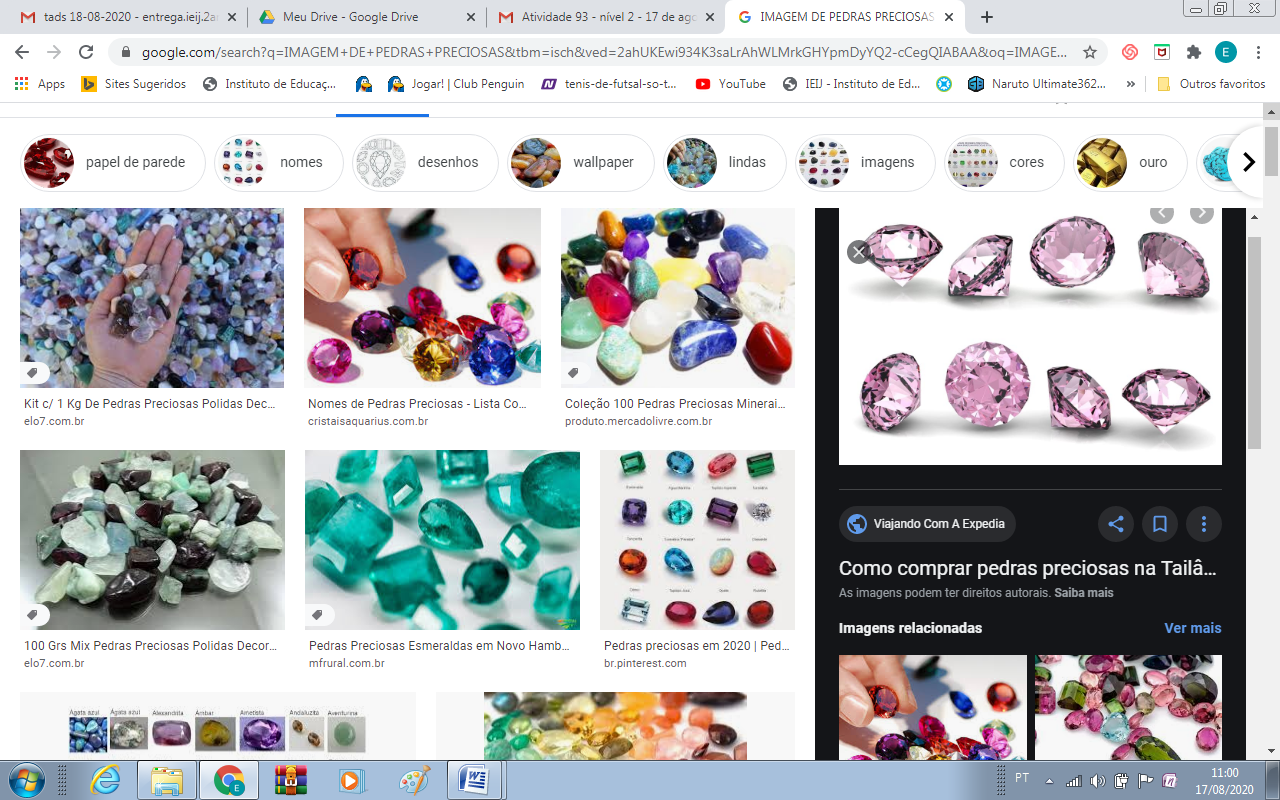 tads 18-08-2020 - entrega.ieij.2a
Meu Drive - Google Drive
Atividade 93 - nível 2 - 17 de ago
IMAGEM DE PEDRAS PRECIOSAS
google.com/search?q=IMAGEM+DE+PEDRAS+PRECIOSAS&tbm=isch&ved=2ahUKEwi934K3saLrAhWLMrkGHYpmDyYQ2-cCegQIABAA&oq=IMAGE...
E
Apps
Sites Sugeridos
Instituto de Educaç...
Jogar! | Club Penguin
tenis-de-futsal-so-t...
YouTube
IEIJ - Instituto de Ed...
Naruto Ultimate362...
»
Outros favoritos
papel de parede
nomes
desenhos
wallpaper
lindas
imagens
cores
ouro
Kit c/ 1 Kg De Pedras Preciosas Polidas Dec...
elo7.com.br
Nomes de Pedras Preciosas - Lista Co...
cristaisaquarius.com.br
Coleção 100 Pedras Preciosas Minerai...
produto.mercadolivre.com.br
100 Grs Mix Pedras Preciosas Polidas Decor...
elo7.com.br
Pedras Preciosas Esmeraldas em Novo Hamb...
mfrural.com.br
Pedras preciosas em 2020 | Ped...
br.pinterest.com
Ágata azul
Ágata azul
Alexandrita
Âmbar
Ametista
Andaluzita
Aventurina
Viajando Com A Expedia
Como comprar pedras preciosas na Tailâ...
As imagens podem ter direitos autorais. Saiba mais
Imagens relacionadas
Ver mais
PT
11:00
17/08/2020